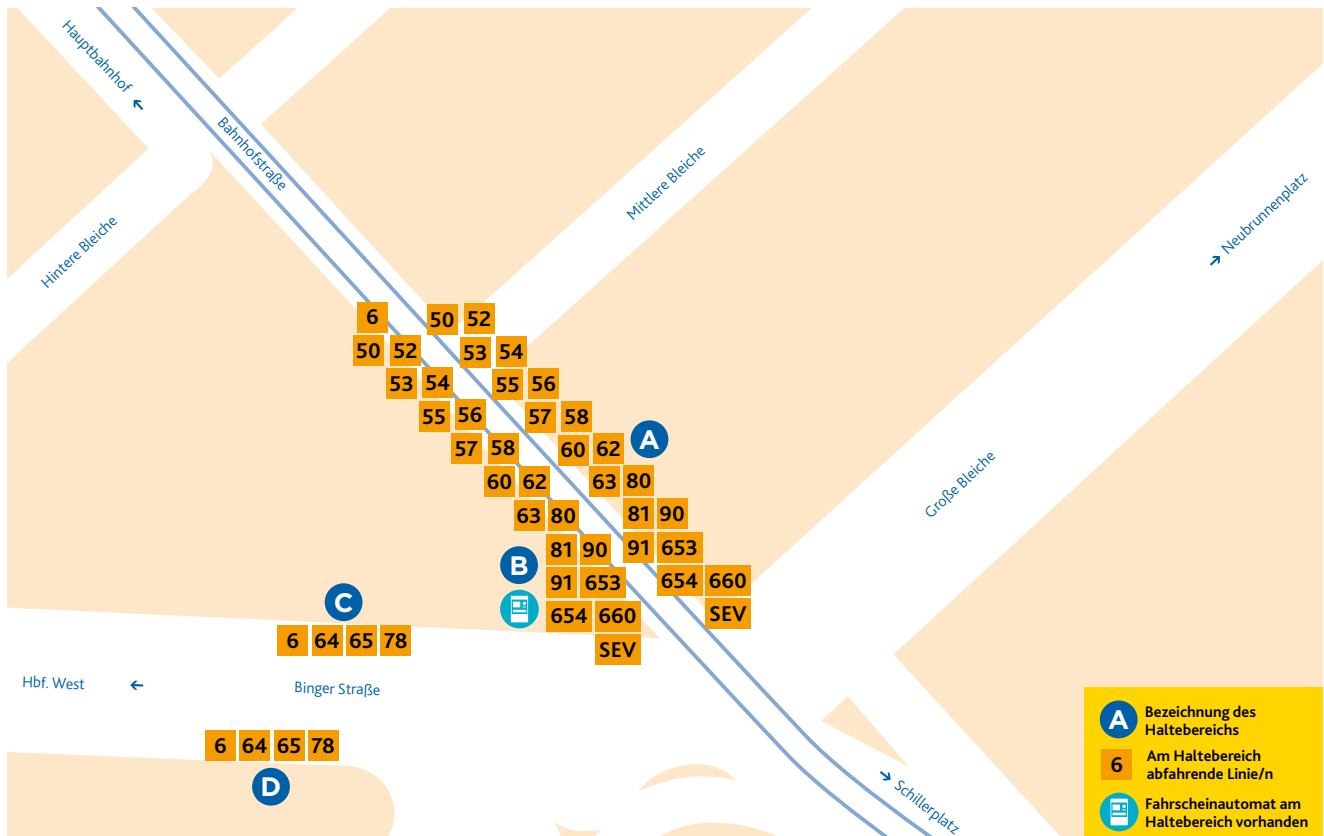 Hauptbahnhof
Bahnhofstraße
Hintere Bleiche
Mittlere Bleiche
Neubrunnenplatz
Große Bleiche
6
50 52
53 54
55 56
57 58
60 62
63 80
81 90
91 653
654 660
SEV
B
50 52
53 54
55 56
57 58
60 62
A
63 80
81 90
91 653
654 660
SEV
C
6 64 65 78
Hbf. West
Binger Straße
6 64 65 78
D
Schillerplatz
A
Bezeichnung des
Haltebereichs
6
Am Haltebereich
abfahrende Linie/n
Fahrscheinautomat am
Haltebereich vorhanden